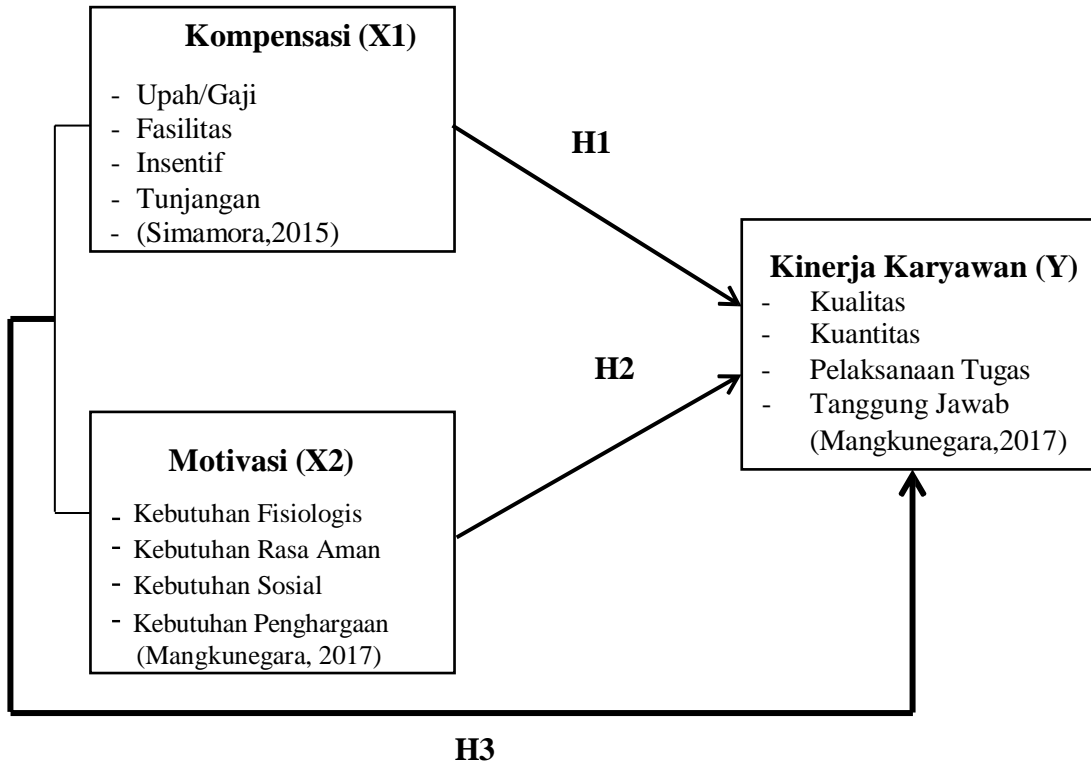 Kompensasi (X1)
- Upah/Gaji
- Fasilitas
- Insentif
- Tunjangan
- (Simamora,2015)
H1
Kinerja Karyawan (Y)
- Kualitas
- Kuantitas
- Pelaksanaan Tugas
- Tanggung Jawab
(Mangkunegara,2017)
H2
Motivasi (X2)
- Kebutuhan Fisiologis
- Kebutuhan Rasa Aman
- Kebutuhan Sosial
- Kebutuhan Penghargaan
(Mangkunegara, 2017)
H3